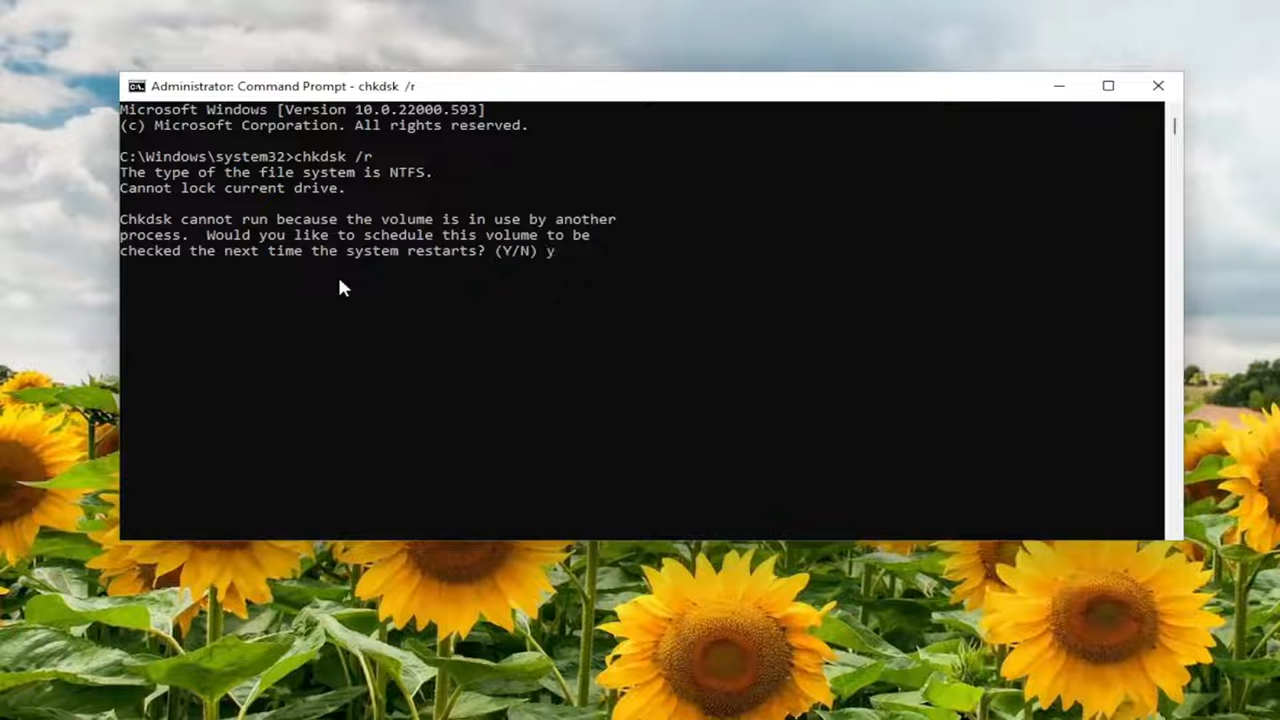 Administrator: Command Prompt - chkdsk /r
Microsoft Windows [Version 10.0.22000.593]
(c) Microsoft Corporation. All rights reserved.
C:\Windows\system32>chkdsk /r
The type of the file system is NTFS.
Cannot lock current drive.
Chkdsk cannot run because the volume is in use by another
process.  Would you like to schedule this volume to be
checked the next time the system restarts? (Y/N) y